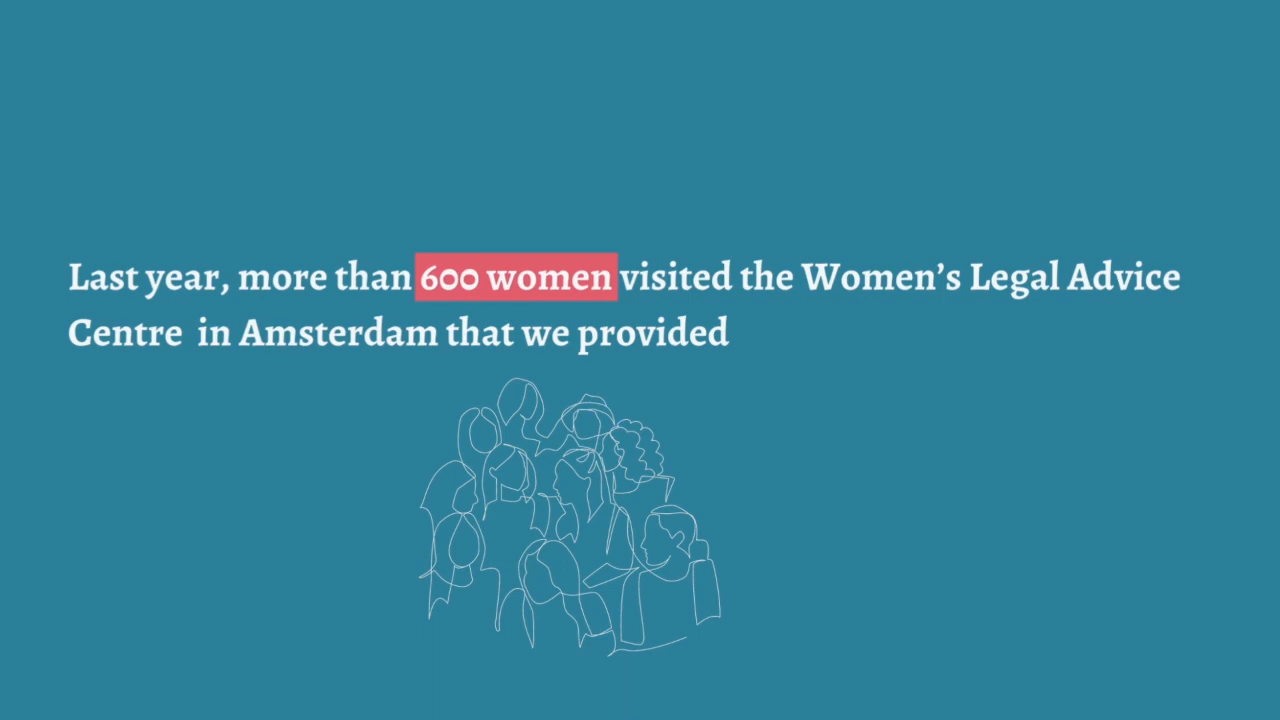 Last year, more than 600 women visited the Women’s Legal Advice
Centre in Amsterdam that we provided